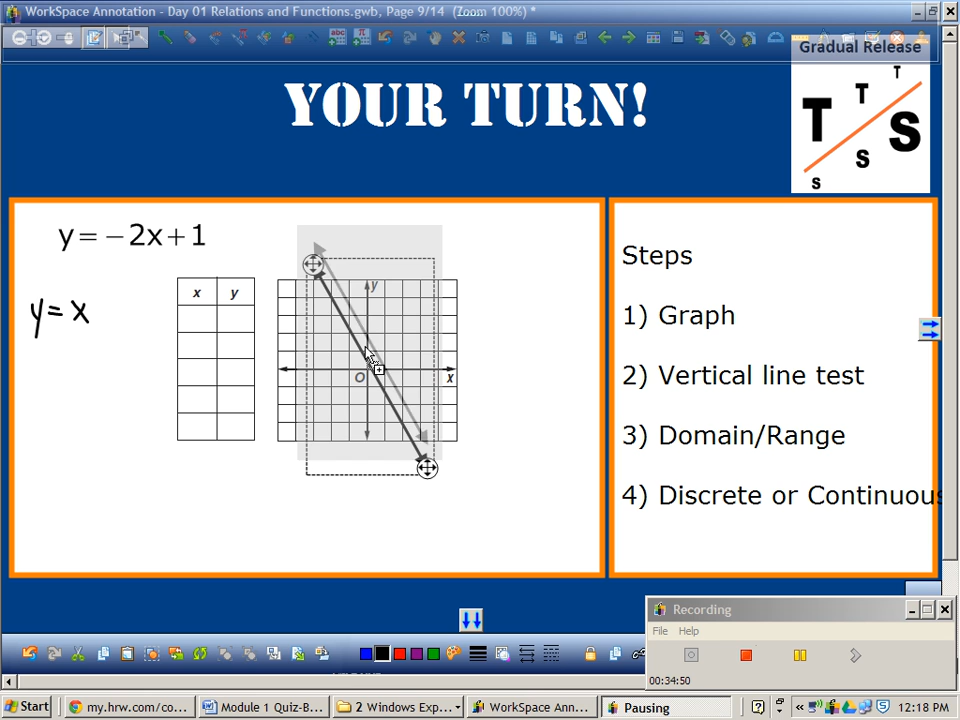 WorkSpace Annotation - Day 01 Relations and Functions.gwb, Page 9/14 (Zoom 100%) *
Gradual Release
YOUR TURN!
T T T
S S S
y = −2x + 1
y = x
x y
y
O x
Steps
1) Graph
2) Vertical line test
3) Domain/Range
4) Discrete or Continuous
Recording
File Help
00:34:50
Start
my.hrw.com/co...
Module 1 Quiz-B...
2 Windows Exp...
WorkSpace Ann...
Pausing
12:18 PM